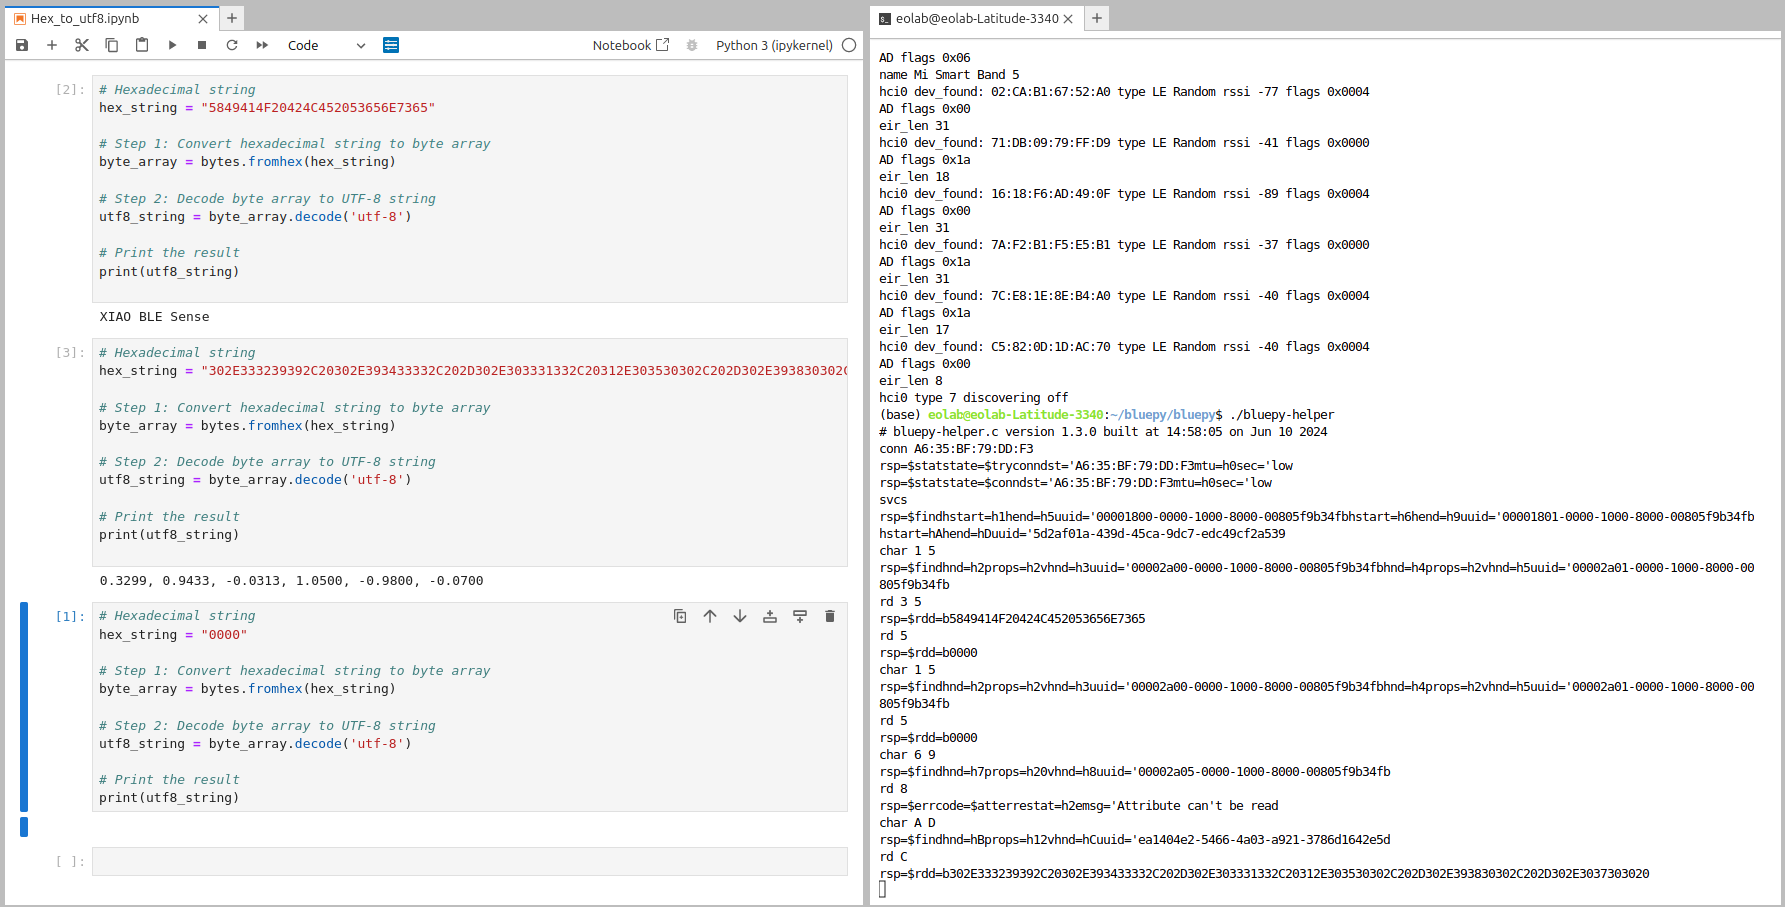 Hex_to_utf8.ipynb
Code
Notebook
Python 3 (ipykernel)
[2]:
# Hexadecimal string
hex_string = "5849414F20424C452053656E7365"
# Step 1: Convert hexadecimal string to byte array
byte_array = bytes.fromhex(hex_string)
# Step 2: Decode byte array to UTF-8 string
utf8_string = byte_array.decode('utf-8')
# Print the result
print(utf8_string)
XIAO BLE Sense
[3]:
# Hexadecimal string
hex_string = "302E333239392C20302E393433332C202D302E303331332C20312E303530302C202D302E393830302C
# Step 1: Convert hexadecimal string to byte array
byte_array = bytes.fromhex(hex_string)
# Step 2: Decode byte array to UTF-8 string
utf8_string = byte_array.decode('utf-8')
# Print the result
print(utf8_string)
0.3299, 0.9433, -0.0313, 1.0500, -0.9800, -0.0700
[1]:
# Hexadecimal string
hex_string = "0000"
# Step 1: Convert hexadecimal string to byte array
byte_array = bytes.fromhex(hex_string)
# Step 2: Decode byte array to UTF-8 string
utf8_string = byte_array.decode('utf-8')
# Print the result
print(utf8_string)
[ ]:
eolab@eolab-Latitude-3340
AD flags 0x06
name Mi Smart Band 5
hci0 dev_found: 02:CA:B1:67:52:A0 type LE Random rssi -77 flags 0x0004
AD flags 0x00
eir_len 31
hci0 dev_found: 71:DB:09:79:FF:D9 type LE Random rssi -41 flags 0x0000
AD flags 0x1a
eir_len 18
hci0 dev_found: 16:18:F6:AD:49:0F type LE Random rssi -89 flags 0x0004
AD flags 0x00
eir_len 31
hci0 dev_found: 7A:F2:B1:F5:E5:B1 type LE Random rssi -37 flags 0x0000
AD flags 0x1a
eir_len 31
hci0 dev_found: 7C:E8:1E:8E:B4:A0 type LE Random rssi -40 flags 0x0004
AD flags 0x1a
eir_len 17
hci0 dev_found: C5:82:0D:1D:AC:70 type LE Random rssi -40 flags 0x0004
AD flags 0x00
eir_len 8
hci0 type 7 discovering off
(base) eolab@eolab-Latitude-3340:~/bluepy/bluepy$ ./bluepy-helper
# bluepy-helper.c version 1.3.0 built at 14:58:05 on Jun 10 2024
conn A6:35:BF:79:DD:F3
rsp=$statstate=$tryconndst='A6:35:BF:79:DD:F3mtu=h0sec='low
rsp=$statstate=$conndst='A6:35:BF:79:DD:F3mtu=h0sec='low
svcs
rsp=$findhstart=h1hend=h5uuid='00001800-0000-1000-8000-00805f9b34fbhstart=h6hend=h9uuid='00001801-0000-1000-8000-00805f9b34fb
hstart=hAhend=hDuuid='5d2af01a-439d-45ca-9dc7-edc49cf2a539
char 1 5
rsp=$findhnd=h2props=h2vhnd=h3uuid='00002a00-0000-1000-8000-00805f9b34fbhnd=h4props=h2vhnd=h5uuid='00002a01-0000-1000-8000-00
805f9b34fb
rd 3 5
rsp=$rdd=b5849414F20424C452053656E7365
rd 5
rsp=$rdd=b0000
char 1 5
rsp=$findhnd=h2props=h2vhnd=h3uuid='00002a00-0000-1000-8000-00805f9b34fbhnd=h4props=h2vhnd=h5uuid='00002a01-0000-1000-8000-00
805f9b34fb
rd 5
rsp=$rdd=b0000
char 6 9
rsp=$findhnd=h7props=h20vhnd=h8uuid='00002a05-0000-1000-8000-00805f9b34fb
rd 8
rsp=$errcode=$atterrestat=h2emsg='Attribute can't be read
char A D
rsp=$findhnd=hBprops=h12vhnd=hCuuid='ea1404e2-5466-4a03-a921-3786d1642e5d
rd C
rsp=$rdd=b302E333239392C20302E393433332C202D302E303331332C20312E303530302C202D302E393830302C202D302E3037303020